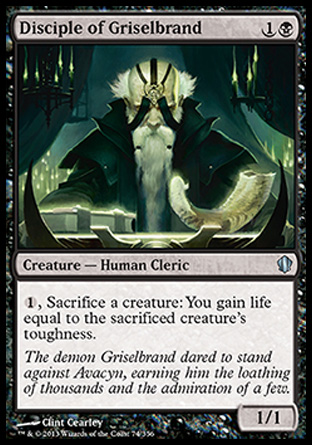 Disciple of Griselbrand 1
Creature — Human Cleric
1, Sacrifice a creature: You gain life
equal to the sacrificed creature's
toughness.
The demon Griselbrand dared to stand
against Avacyn, earning him the loathing
of thousands and the admiration of a few.
Clint Cearley
™ & © 2013 Wizards of the Coast 74/356
1/1